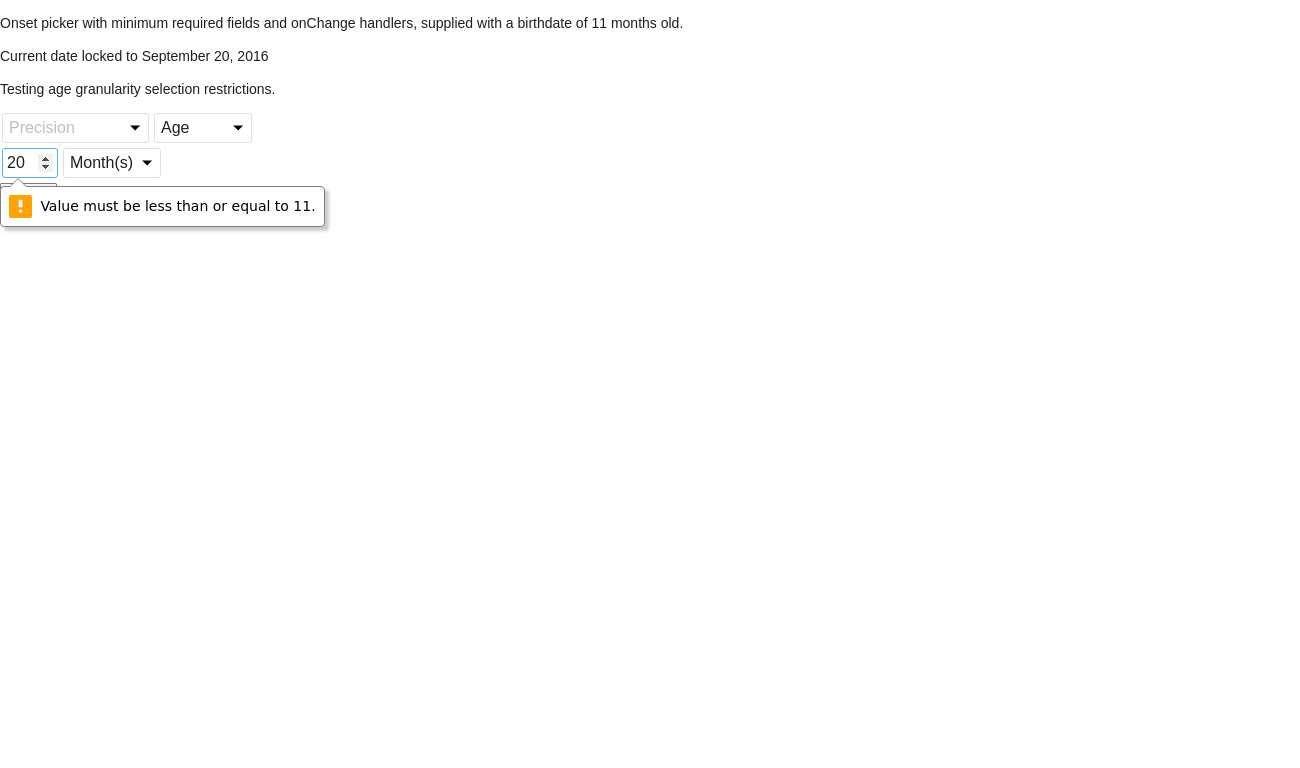 Onset picker with minimum required fields and onChange handlers, supplied with a birthdate of 11 months old.
Current date locked to September 20, 2016
Testing age granularity selection restrictions.
Precision Age
20 Month(s)
Value must be less than or equal to 11.